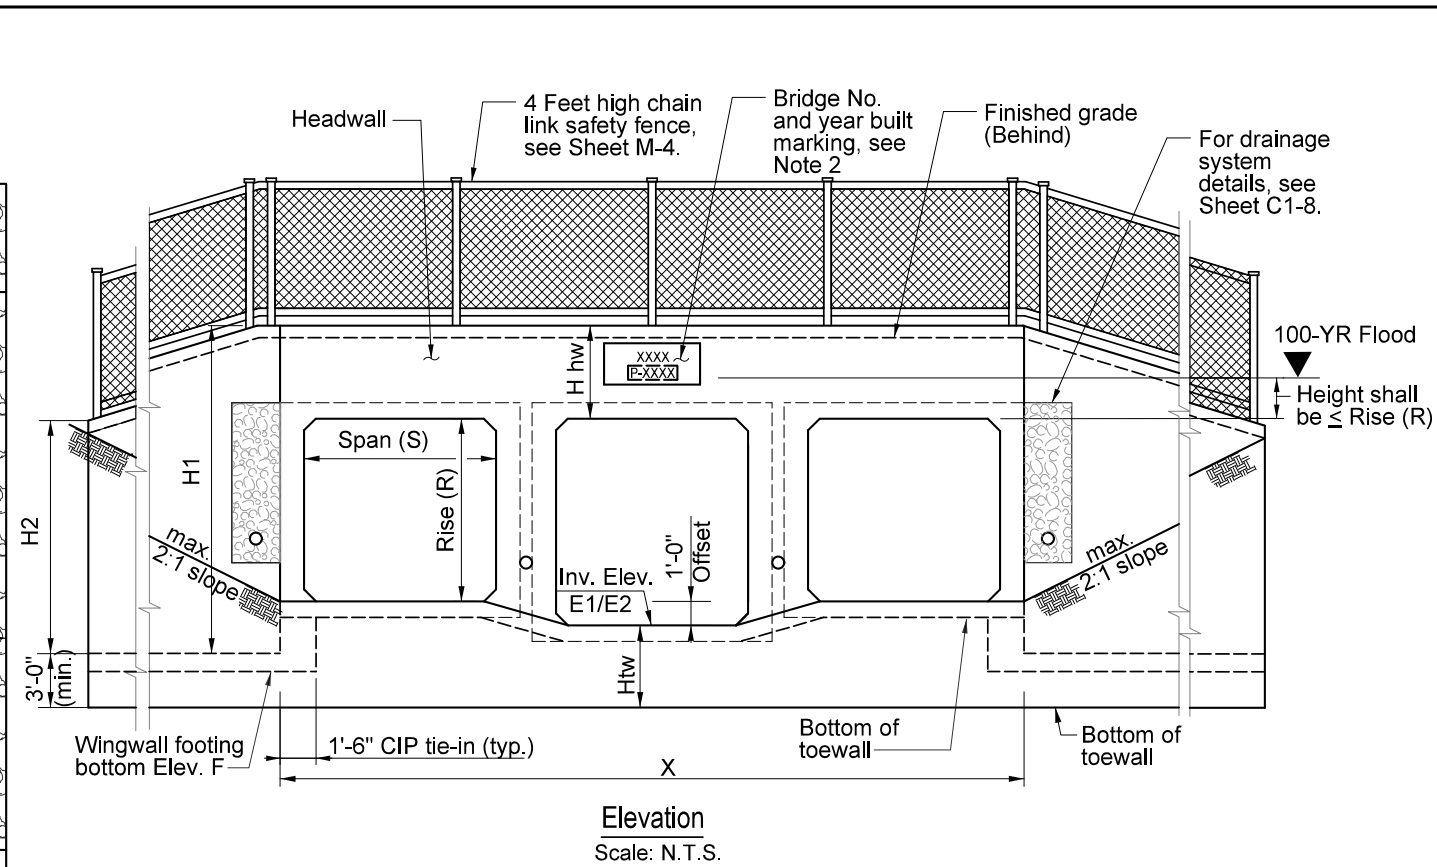 Headwall
4 Feet high chain
link safety fence,
see Sheet M-4.
Bridge No.
and year built
marking, see
Note 2
Finished grade
(Behind)
For drainage
system
details, see
Sheet C1-8.
100-YR Flood
Height shall
be ≤ Rise (R)
XXXX
P-XXXX
H hw
Span (S)
Rise (R)
H1
H2
max.
2:1 slope
1'-0"
Offset
Inv. Elev.
E1/E2
max.
2:1 slope
3'-0"
(min.)
Htw
Wingwall footing
bottom Elev. F
1'-6" CIP tie-in (typ.)
X
Bottom of
toewall
Bottom of
toewall
Elevation
Scale: N.T.S.